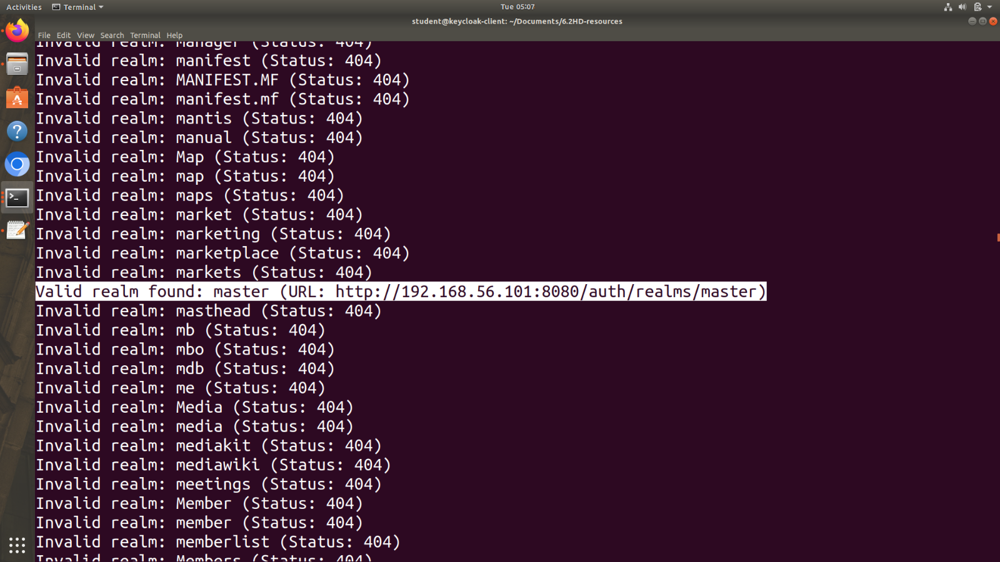 Activities Terminal Tue 05:07
student@keycloak-client: ~/Documents/6.2HD-resources
File Edit View Search Terminal Help
Invalid realm: manager (Status: 404)
Invalid realm: manifest (Status: 404)
Invalid realm: MANIFEST.MF (Status: 404)
Invalid realm: manifest.mf (Status: 404)
Invalid realm: mantis (Status: 404)
Invalid realm: manual (Status: 404)
Invalid realm: Map (Status: 404)
Invalid realm: map (Status: 404)
Invalid realm: maps (Status: 404)
Invalid realm: market (Status: 404)
Invalid realm: marketing (Status: 404)
Invalid realm: marketplace (Status: 404)
Invalid realm: markets (Status: 404)
Valid realm found: master (URL: http://192.168.56.101:8080/auth/realms/master)
Invalid realm: masthead (Status: 404)
Invalid realm: mb (Status: 404)
Invalid realm: mbo (Status: 404)
Invalid realm: mdb (Status: 404)
Invalid realm: me (Status: 404)
Invalid realm: Media (Status: 404)
Invalid realm: media (Status: 404)
Invalid realm: mediakit (Status: 404)
Invalid realm: mediawiki (Status: 404)
Invalid realm: meetings (Status: 404)
Invalid realm: Member (Status: 404)
Invalid realm: member (Status: 404)
Invalid realm: memberlist (Status: 404)
Invalid realm: Members (Status: 404)